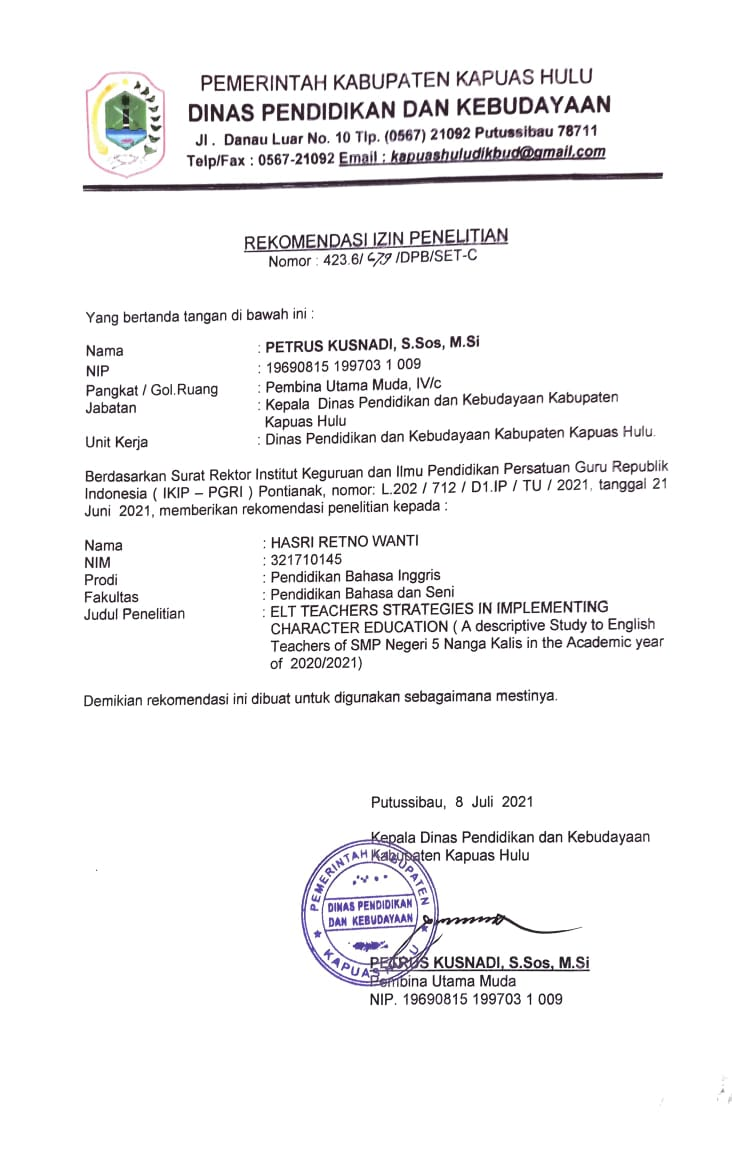 PEMERINTAH KABUPATEN KAPUAS HULU
DINAS PENDIDIKAN DAN KEBUDAYAAN
Jl . Danau Luar No. 10 Tlp. (0567) 21092 Putussibau 78711
Telp/Fax : 0567-21092 Email : kapuashuludikbud@gmail.com
REKOMENDASI IZIN PENELITIAN
Nomor : 423.6/ /DPB/SET-C
Yang bertanda tangan di bawah ini :
Nama : PETRUS KUSNADI, S.Sos, M.Si
NIP : 19690815 199703 1 009
Pangkat / Gol.Ruang : Pembina Utama Muda, IV/c
Jabatan : Kepala Dinas Pendidikan dan Kebudayaan Kabupaten
Kapuas Hulu
Unit Kerja : Dinas Pendidikan dan Kebudayaan Kabupaten Kapuas Hulu.
Berdasarkan Surat Rektor Institut Keguruan dan Ilmu Pendidikan Persatuan Guru Republik
Indonesia ( IKIP – PGRI ) Pontianak, nomor: L.202 / 712 / D1.IP / TU / 2021, tanggal 21
Juni 2021, memberikan rekomendasi penelitian kepada :
Nama : HASRI RETNO WANTI
NIM : 321710145
Prodi : Pendidikan Bahasa Inggris
Fakultas : Pendidikan Bahasa dan Seni
Judul Penelitian : ELT TEACHERS STRATEGIES IN IMPLEMENTING
CHARACTER EDUCATION ( A descriptive Study to English
Teachers of SMP Negeri 5 Nanga Kalis in the Academic year
of 2020/2021)
Demikian rekomendasi ini dibuat untuk digunakan sebagaimana mestinya.
Putussibau, 8 Juli 2021
Kepala Dinas Pendidikan dan Kebudayaan
Kabupaten Kapuas Hulu
PEMERINTAH KABUPATEN
DINAS PENDIDIKAN
DAN KEBUDAYAAN
KAPUAS HULU
PETRUS KUSNADI, S.Sos, M.Si
Pembina Utama Muda
NIP. 19690815 199703 1 009